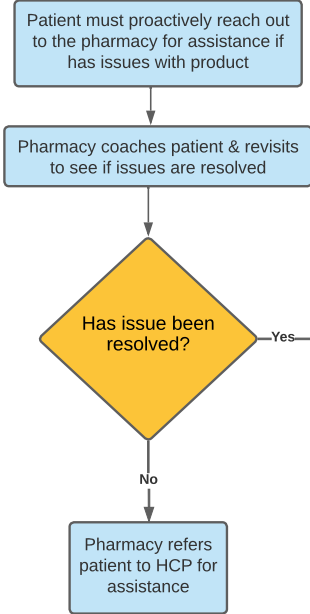 Patient must proactively reach out
to the pharmacy for assistance if
has issues with product
Pharmacy coaches patient & revisits
to see if issues are resolved
Has issue been
resolved?
Yes
No
Pharmacy refers
patient to HCP for
assistance